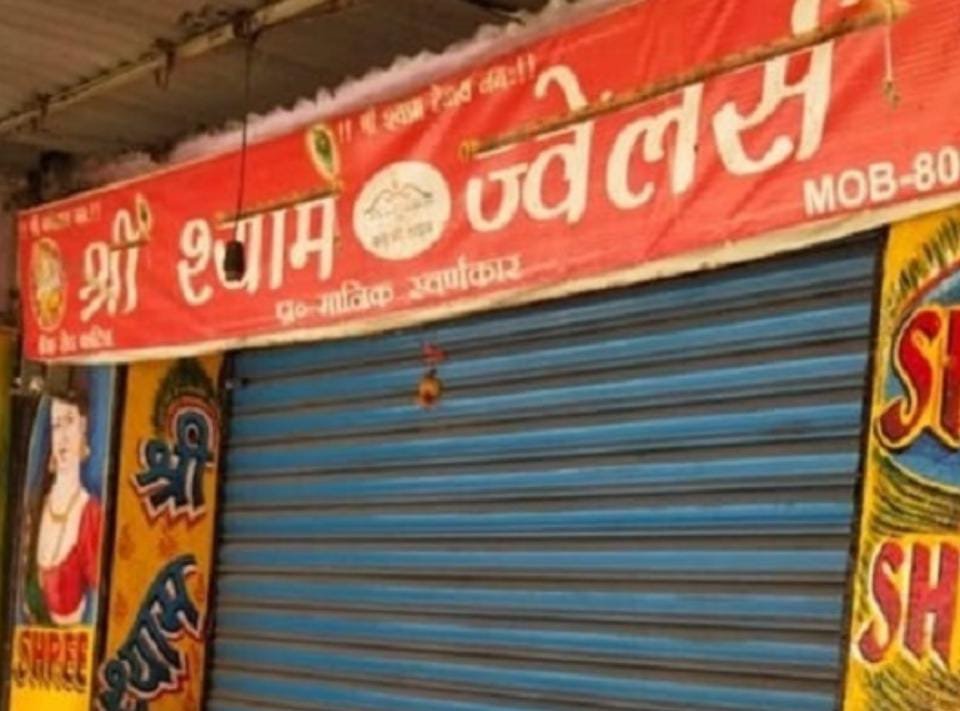 !! श्री श्याम देवाय नमः !!
श्री श्याम ज्वेलर्स
MOB-80
प्र॰ मानिक स्वर्णकार
श्री
श्याम
SHREE
SH
SH